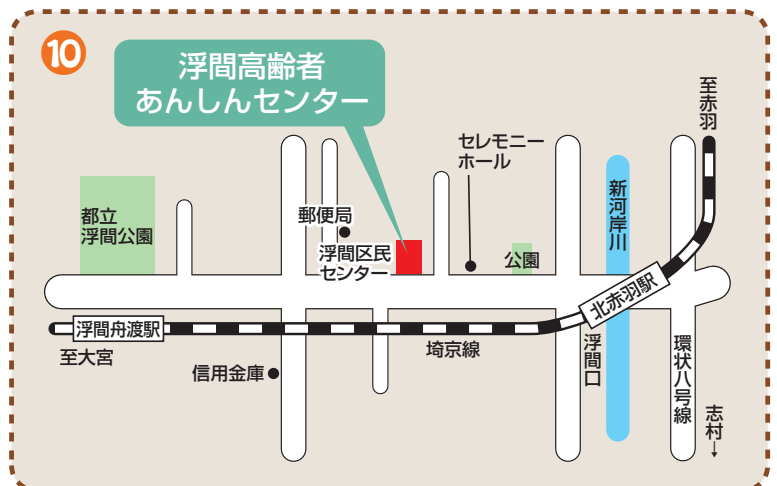 10
浮間高齢者
あんしんセンター
至赤羽
セレモニー
ホール
新河岸川
都立
浮間公園
郵便局
浮間区民
センター
公園
北赤羽駅
浮間舟渡駅
至大宮
埼京線
浮間口
環状八号線
信用金庫
志村→